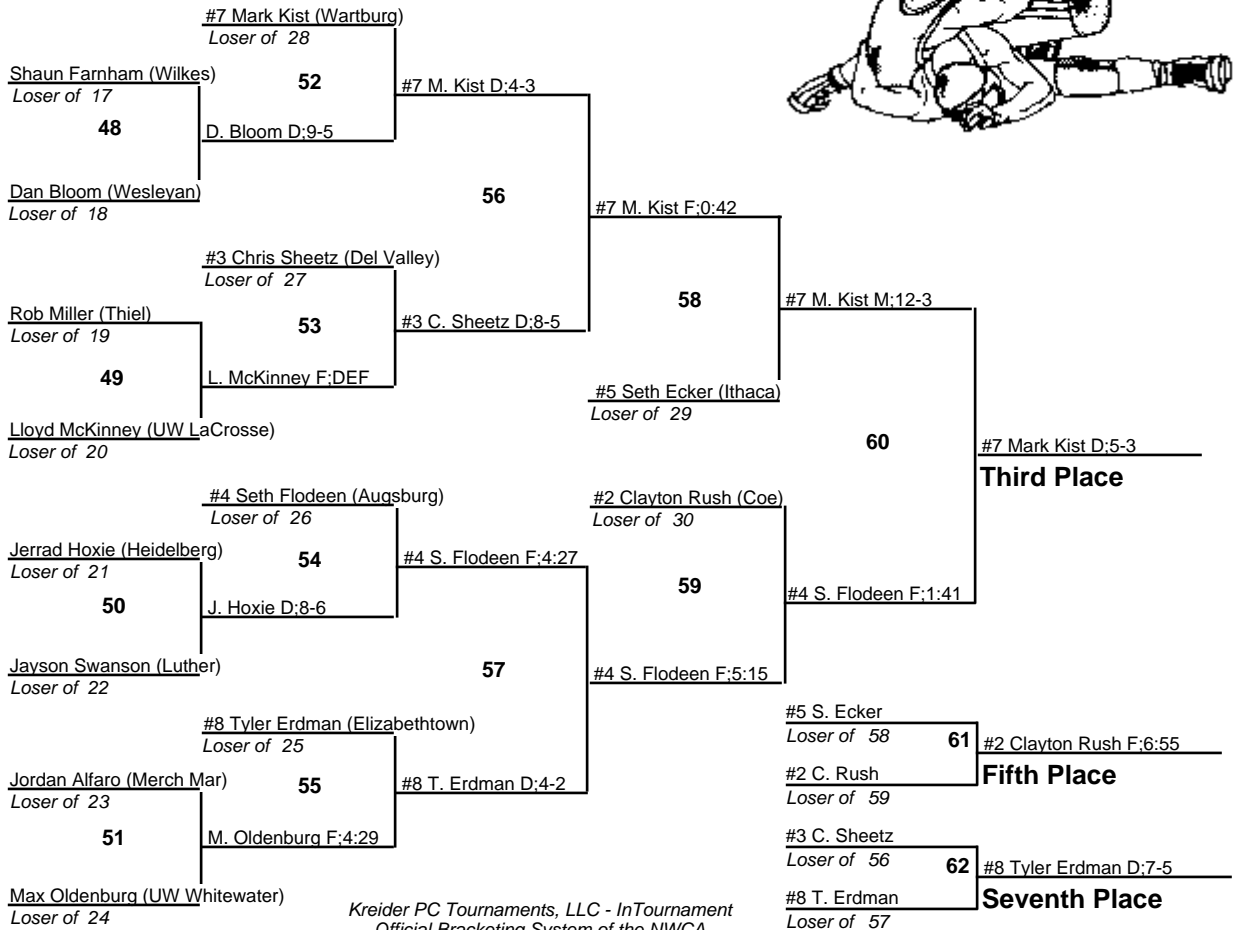 #7 Mark Kist (Wartburg)
Loser of 28
Shaun Farnham (Wilkes)
Loser of 17
52
#7 M. Kist D;4-3
48
D. Bloom D;9-5
Dan Bloom (Wesleyan)
Loser of 18
56
#7 M. Kist F;0:42
#3 Chris Sheetz (Del Valley)
Loser of 27
Rob Miller (Thiel)
Loser of 19
53
#3 C. Sheetz D;8-5
58
#7 M. Kist M;12-3
49
L. McKinney F;DEF
#5 Seth Ecker (Ithaca)
Loser of 29
Lloyd McKinney (UW LaCrosse)
Loser of 20
60
#7 Mark Kist D;5-3
Third Place
#4 Seth Flodeen (Augsburg)
Loser of 26
#2 Clayton Rush (Coe)
Loser of 30
Jerrad Hoxie (Heidelberg)
Loser of 21
54
#4 S. Flodeen F;4:27
59
#4 S. Flodeen F;1:41
50
J. Hoxie D;8-6
Jayson Swanson (Luther)
Loser of 22
57
#4 S. Flodeen F;5:15
#8 Tyler Erdman (Elizabethtown)
Loser of 25
#5 S. Ecker
Loser of 58
61
#2 Clayton Rush F;6:55
Fifth Place
#2 C. Rush
Loser of 59
Jordan Alfaro (Merch Mar)
Loser of 23
55
#8 T. Erdman D;4-2
51
M. Oldenburg F;4:29
#3 C. Sheetz
Loser of 56
62
#8 Tyler Erdman D;7-5
Seventh Place
#8 T. Erdman
Loser of 57
Max Oldenburg (UW Whitewater)
Loser of 24
Kreider PC Tournaments, LLC - InTournament
Official Bracketing System of the NWCA